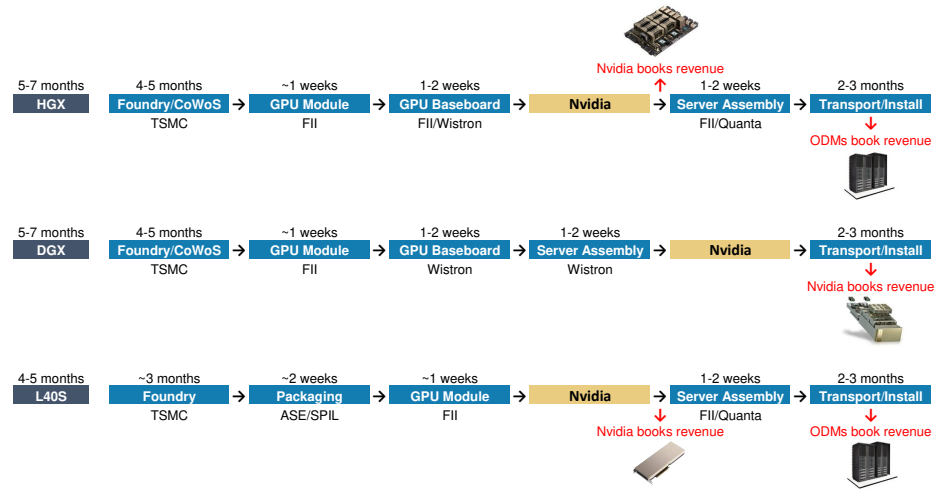 Nvidia books revenue
5-7 months 4-5 months ~1 weeks 1-2 weeks 1-2 weeks 2-3 months
HGX Foundry/CoWoS → GPU Module → GPU Baseboard → Nvidia → Server Assembly → Transport/Install
TSMC FII FII/Wistron FII/Quanta
ODMs book revenue
5-7 months 4-5 months ~1 weeks 1-2 weeks 1-2 weeks 2-3 months
DGX Foundry/CoWoS → GPU Module → GPU Baseboard → Server Assembly → Nvidia → Transport/Install
TSMC FII Wistron Wistron
Nvidia books revenue
4-5 months ~3 months ~2 weeks ~1 weeks 1-2 weeks 2-3 months
L40S Foundry → Packaging → GPU Module → Nvidia → Server Assembly → Transport/Install
TSMC ASE/SPIL FII FII/Quanta
Nvidia books revenue ODMs book revenue